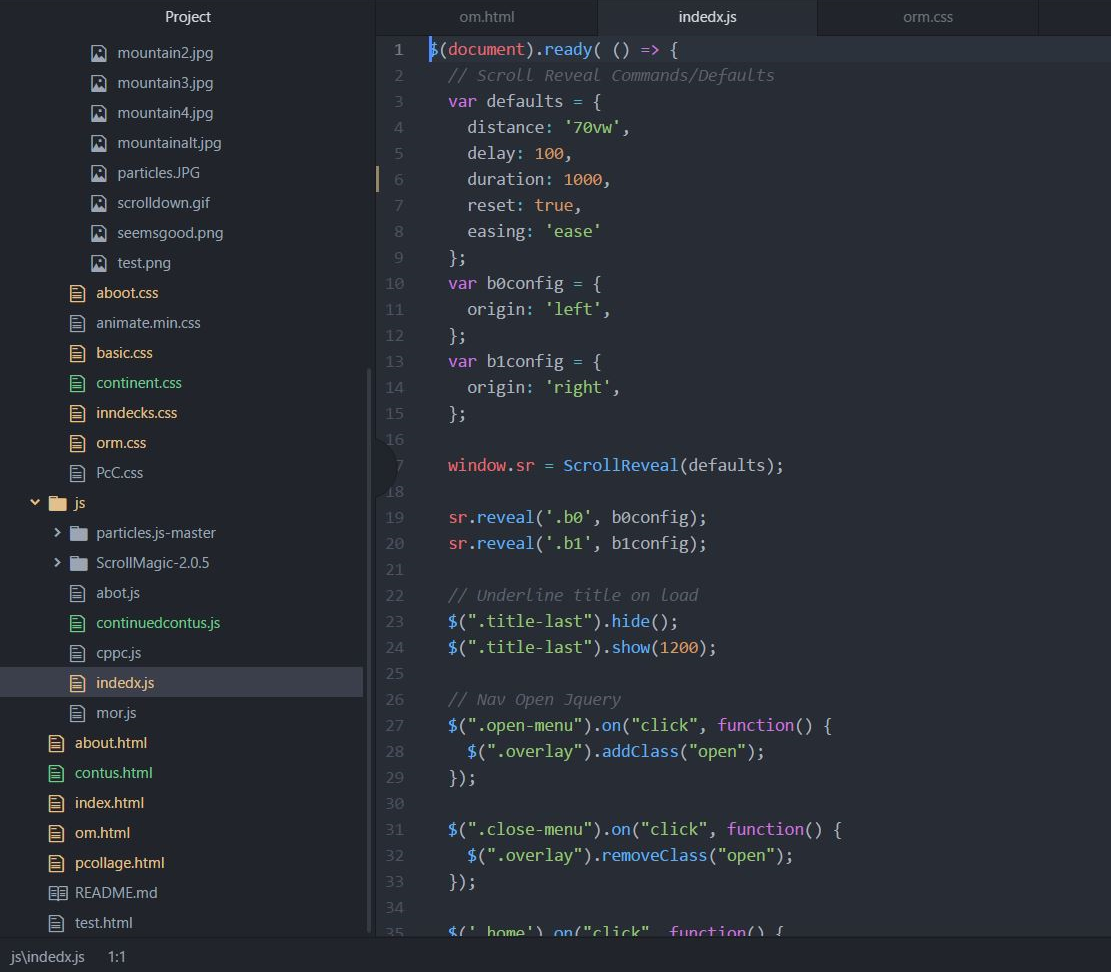 Project
mountain2.jpg
mountain3.jpg
mountain4.jpg
mountainalt.jpg
particles.JPG
scrolldown.gif
seemsgood.png
test.png
aboot.css
animate.min.css
basic.css
continent.css
inndecks.css
orm.css
PcC.css
js
particles.js-master
ScrollMagic-2.0.5
abot.js
continuedcontus.js
cppc.js
indedx.js
mor.js
about.html
contus.html
index.html
om.html
pcollage.html
README.md
test.html
om.html indedx.js orm.css
1 $(document).ready( () => {
2 // Scroll Reveal Commands/Defaults
3 var defaults = {
4 distance: '70vw',
5 delay: 100,
6 duration: 1000,
7 reset: true,
8 easing: 'ease'
9 };
10 var b0config = {
11 origin: 'left',
12 };
13 var b1config = {
14 origin: 'right',
15 };
16
7 window.sr = ScrollReveal(defaults);
18
19 sr.reveal('.b0', b0config);
20 sr.reveal('.b1', b1config);
21
22 // Underline title on load
23 $(".title-last").hide();
24 $(".title-last").show(1200);
25
26 // Nav Open Jquery
27 $(".open-menu").on("click", function() {
28 $(".overlay").addClass("open");
29 });
30
31 $(".close-menu").on("click", function() {
32 $(".overlay").removeClass("open");
33 });
34
35 $('.home').on("click", function() {
js\indedx.js 1:1